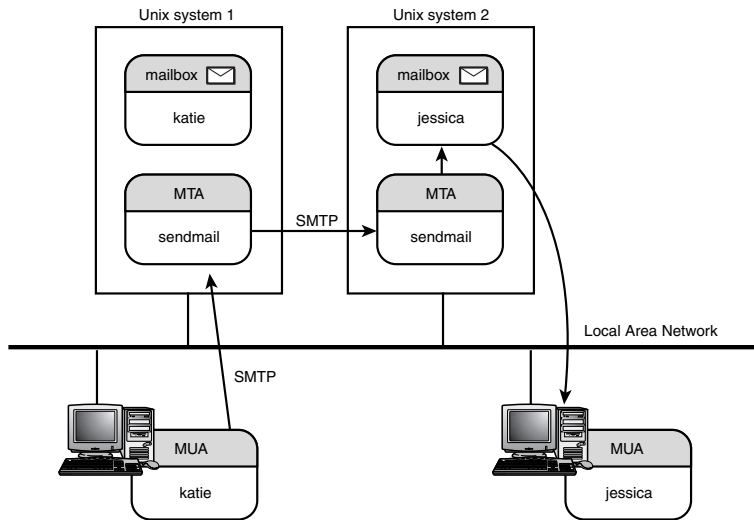 Unix system 1
Unix system 2
mailbox
katie
mailbox
jessica
MTA
sendmail
SMTP
MTA
sendmail
Local Area Network
SMTP
MUA
katie
MUA
jessica